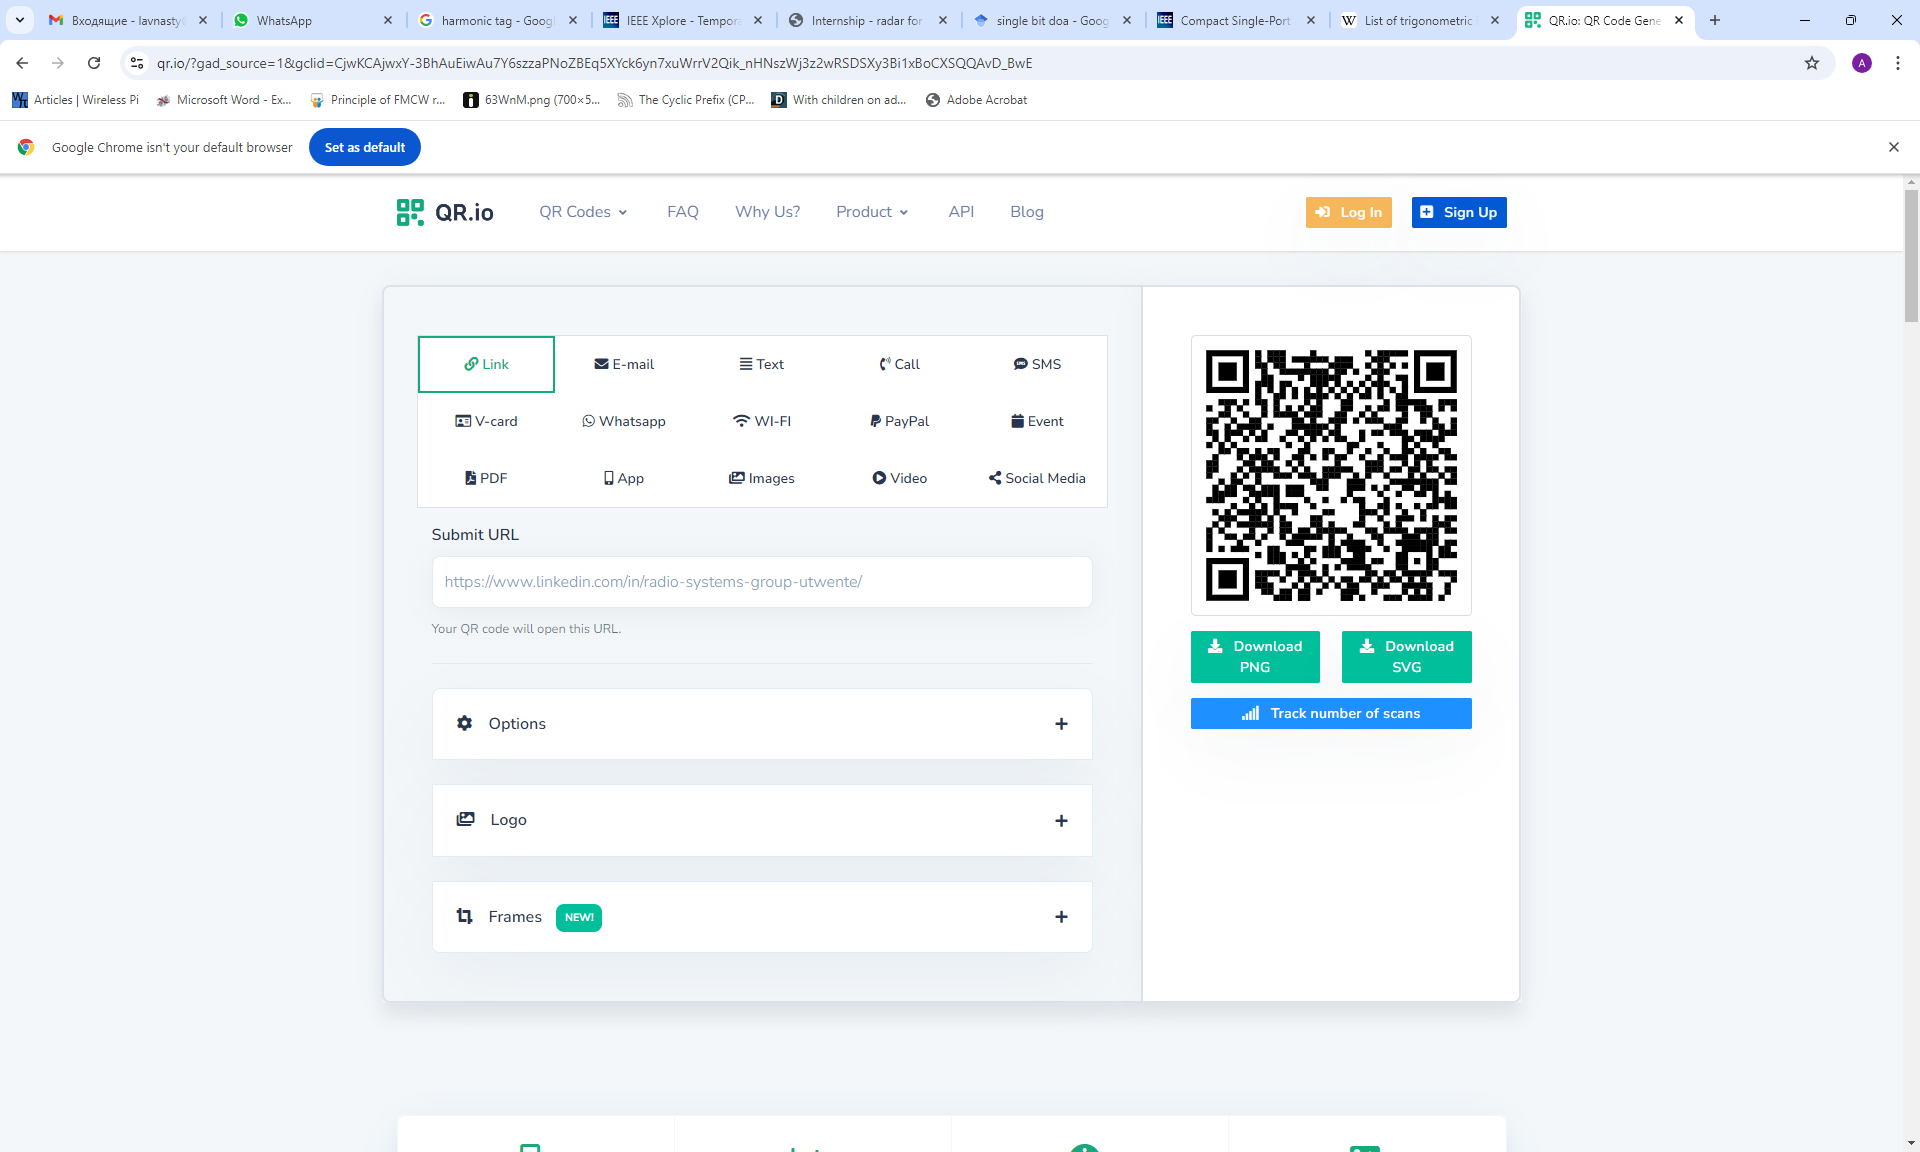 Входящие - lavnasty
WhatsApp
harmonic tag - Googl
IEEE Xplore - Tempora
Internship - radar for
single bit doa - Goog
Compact Single-Port
List of trigonometric
QR.io: QR Code Gene
qr.io/?gad_source=1&gclid=CjwKCAjwxY-3BhAuEiwAu7Y6szzaPNoZBEq5XYck6yn7xuWrrV2Qik_nHNszWj3z2wRSDSXy3Bi1xBoCXSQQAvD_BwE
A
Articles | Wireless Pi
Microsoft Word - Ex...
Principle of FMCW r...
63WnM.png (700×5...
The Cyclic Prefix (CP...
With children on ad...
Adobe Acrobat
Google Chrome isn't your default browser
Set as default
QR.io
QR Codes
FAQ
Why Us?
Product
API
Blog
Log In
Sign Up
Link
E-mail
Text
Call
SMS
V-card
Whatsapp
WI-FI
PayPal
Event
PDF
App
Images
Video
Social Media
Submit URL
https://www.linkedin.com/in/radio-systems-group-utwente/
Your QR code will open this URL.
Options
Logo
Frames NEW!
Download PNG
Download SVG
Track number of scans